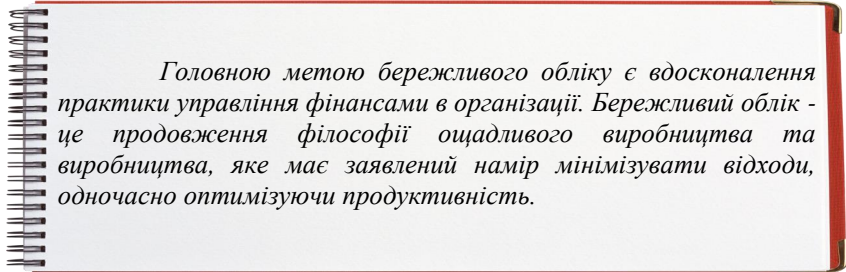 Головною метою бережливого обліку є вдосконалення
практики управління фінансами в організації. Бережливий облік -
це продовження філософії ощадливого виробництва та
виробництва, яке має заявлений намір мінімізувати відходи,
одночасно оптимізуючи продуктивність.